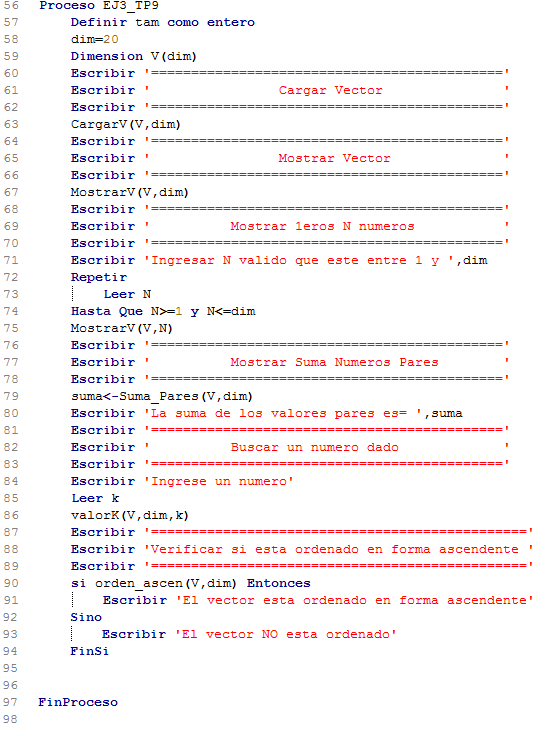 56 Proceso EJ3_TP9
57 Definir tam como entero
58 dim=20
59 Dimension V(dim)
60 Escribir '==========================================='
61 Escribir ' Cargar Vector '
62 Escribir '==========================================='
63 CargarV(V,dim)
64 Escribir '==========================================='
65 Escribir ' Mostrar Vector '
66 Escribir '==========================================='
67 MostrarV(V,dim)
68 Escribir '==========================================='
69 Escribir ' Mostrar 1eros N numeros '
70 Escribir '==========================================='
71 Escribir 'Ingresar N valido que este entre 1 y ',dim
72 Repetir
73 Leer N
74 Hasta Que N>=1 y N<=dim
75 MostrarV(V,N)
76 Escribir '==========================================='
77 Escribir ' Mostrar Suma Numeros Pares '
78 Escribir '==========================================='
79 suma<-Suma_Pares(V,dim)
80 Escribir 'La suma de los valores pares es= ',suma
81 Escribir '==========================================='
82 Escribir ' Buscar un numero dado '
83 Escribir '==========================================='
84 Escribir 'Ingrese un numero'
85 Leer k
86 valorK(V,dim,k)
87 Escribir '=============================================='
88 Escribir 'Verificar si esta ordenado en forma ascendente '
89 Escribir '=============================================='
90 si orden_ascen(V,dim) Entonces
91 Escribir 'El vector esta ordenado en forma ascendente'
92 Sino
93 Escribir 'El vector NO esta ordenado'
94 FinSi
95
96
97 FinProceso
98